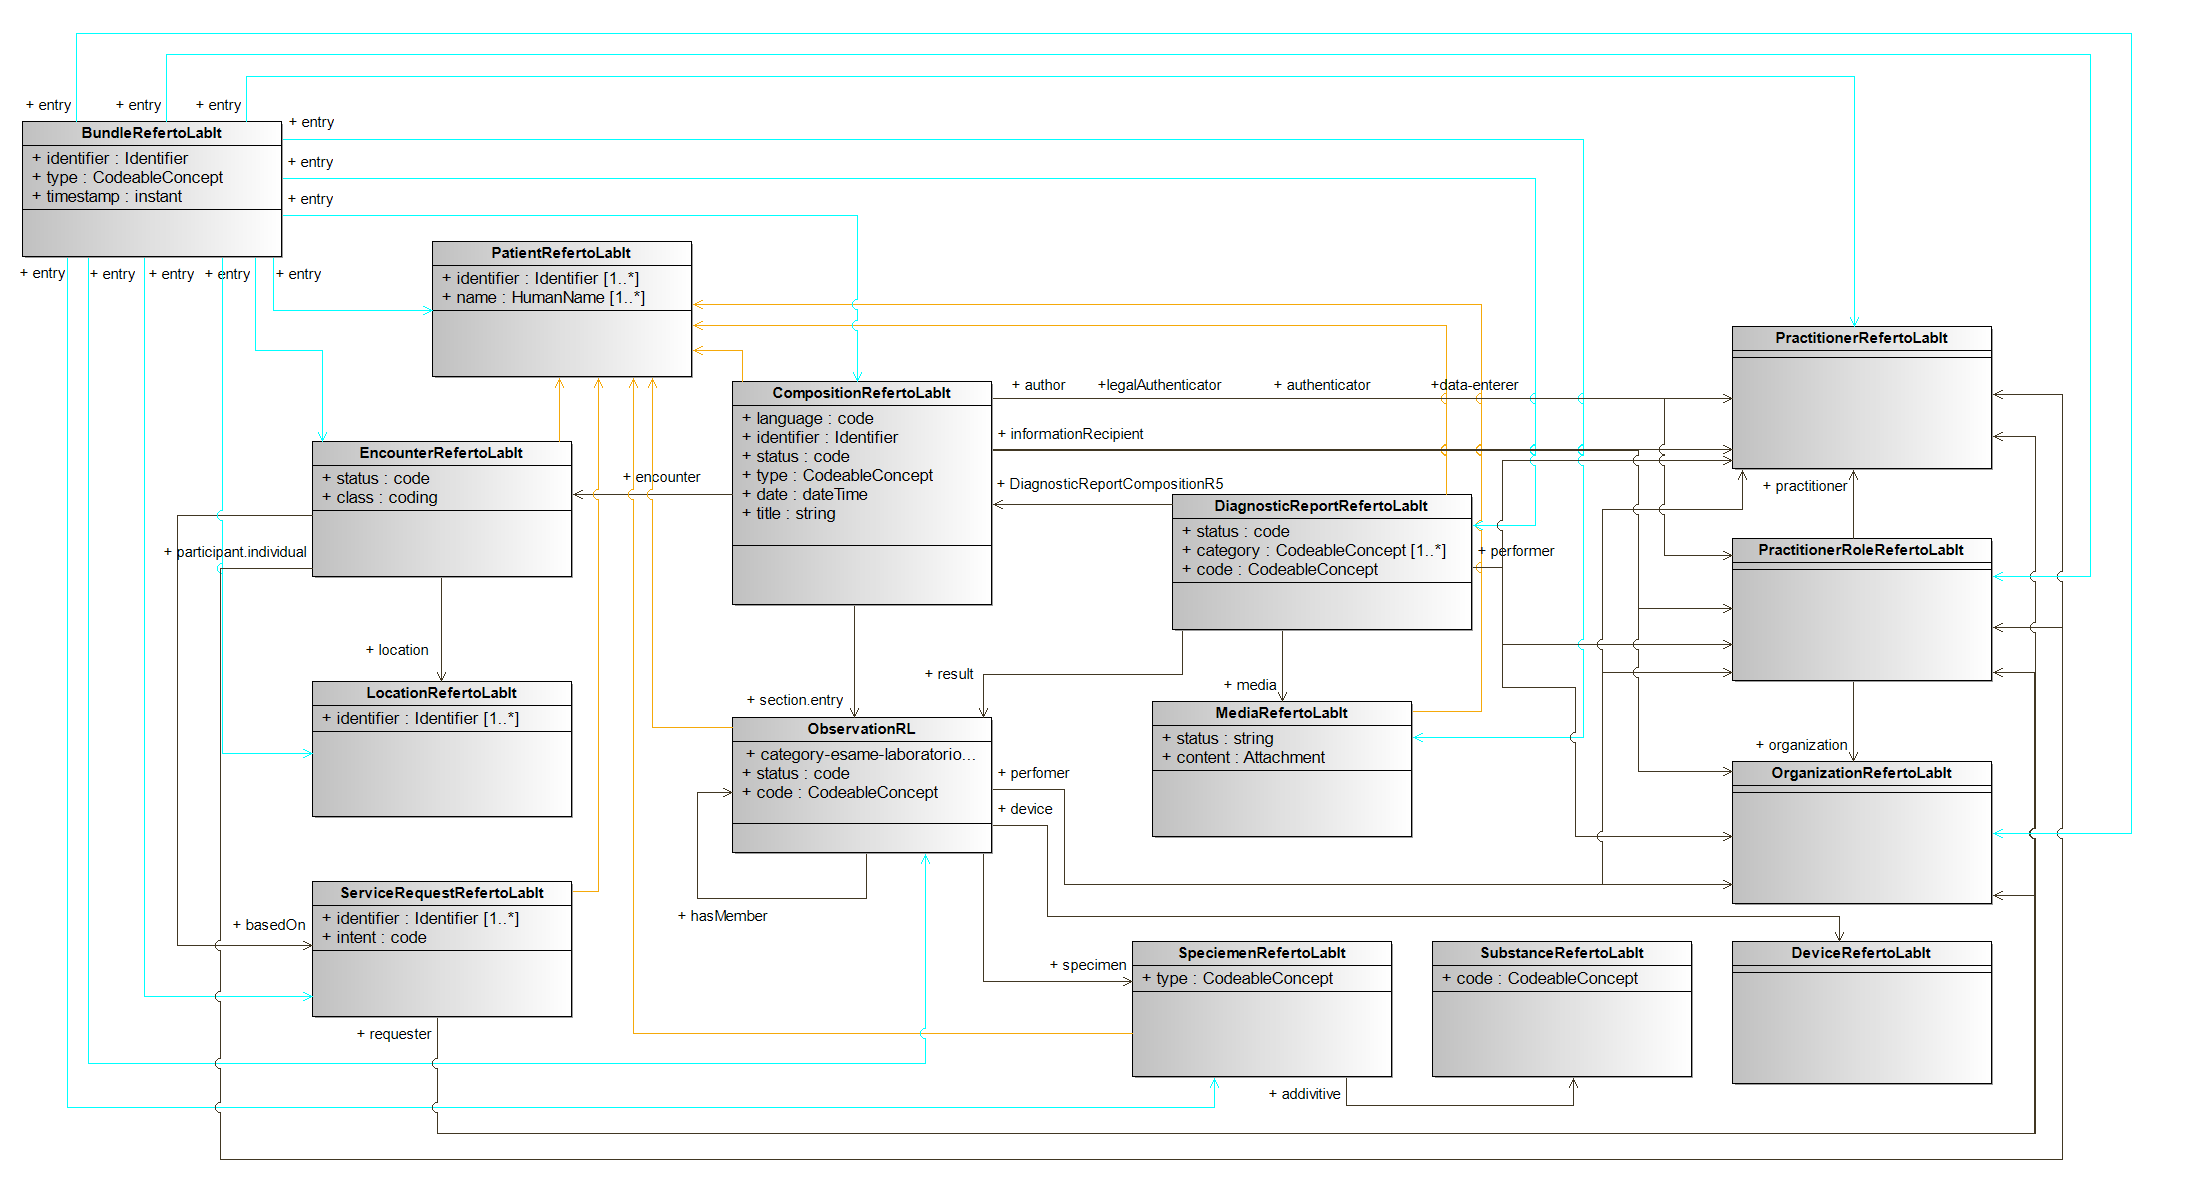 + entry
+ entry
+ entry
BundleRefertoLabIt
+ identifier : Identifier
+ type : CodeableConcept
+ timestamp : instant
+ entry
+ entry
+ entry
+ entry
+ entry
+ entry
+ entry
+ entry
PatientRefertoLabIt
+ identifier : Identifier [1..*]
+ name : HumanName [1..*]
PractitionerRefertoLabIt
CompositionRefertoLabIt
+ language : code
+ identifier : Identifier
+ status : code
+ type : CodeableConcept
+ date : dateTime
+ title : string
+ author
+legalAuthenticator
+ authenticator
+data-enterer
+ informationRecipient
+ DiagnosticReportCompositionR5
EncounterRefertoLabIt
+ status : code
+ class : coding
+ encounter
+ participant.individual
DiagnosticReportRefertoLabIt
+ status : code
+ category : CodeableConcept [1..*]
+ code : CodeableConcept
+ performer
+ practitioner
PractitionerRoleRefertoLabIt
+ location
+ result
+ media
+ section.entry
LocationRefertoLabIt
+ identifier : Identifier [1..*]
ObservationRL
+ category-esame-laboratorio...
+ status : code
+ code : CodeableConcept
+ perfomer
+ device
+ hasMember
MediaRefertoLabIt
+ status : string
+ content : Attachment
+ organization
OrganizationRefertoLabIt
ServiceRequestRefertoLabIt
+ identifier : Identifier [1..*]
+ intent : code
+ basedOn
+ requester
+ specimen
SpeciemenRefertoLabIt
+ type : CodeableConcept
+ addivitive
SubstanceRefertoLabIt
+ code : CodeableConcept
DeviceRefertoLabIt